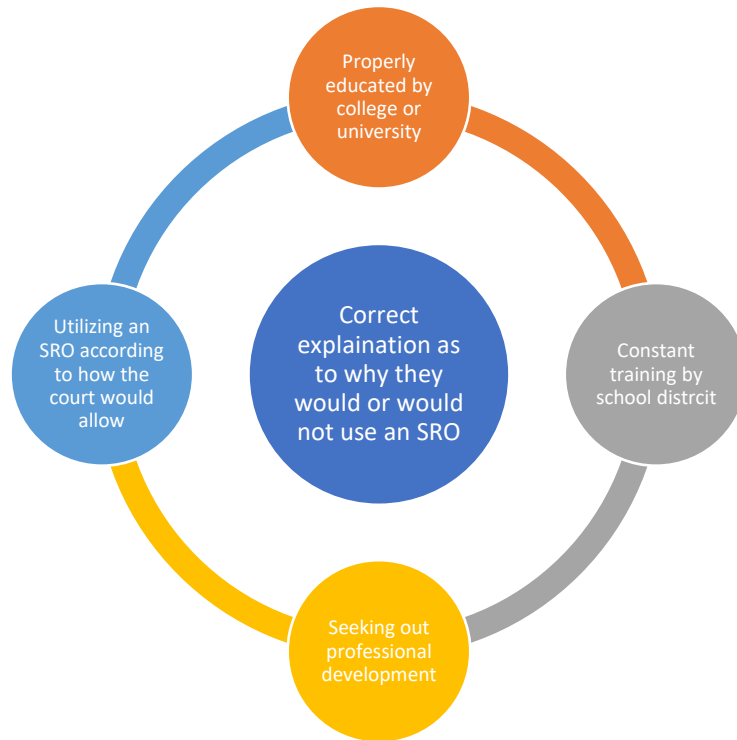 Properly
educated by
college or
university
Utilizing an
SRO according
to how the
court would
allow
Correct
explaination as
to why they
would or would
not use an SRO
Constant
training by
school distrcit
Seeking out
professional
development